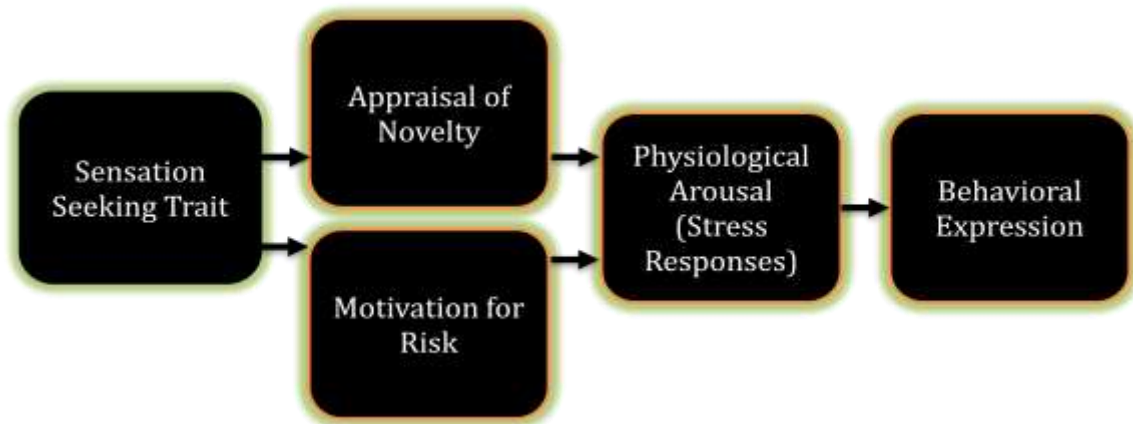 Sensation
Seeking Trait
Appraisal of
Novelty
Motivation for
Risk
Physiological
Arousal
(Stress
Responses)
Behavioral
Expression